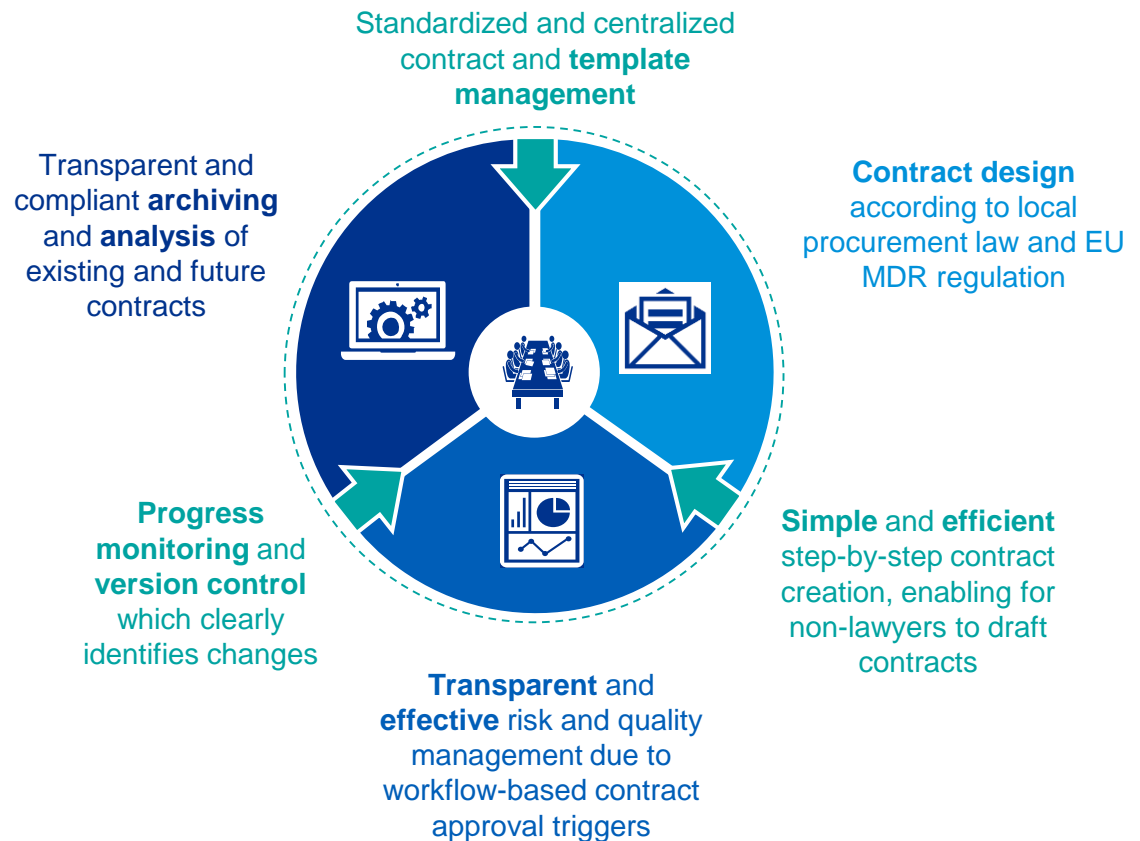 Standardized and centralized
contract and template
management
Transparent and
compliant archiving
and analysis of
existing and future
contracts
Contract design
according to local
procurement law and EU
MDR regulation
Progress
monitoring and
version control
which clearly
identifies changes
Simple and efficient
step-by-step contract
creation, enabling for
non-lawyers to draft
contracts
Transparent and
effective risk and quality
management due to
workflow-based contract
approval triggers